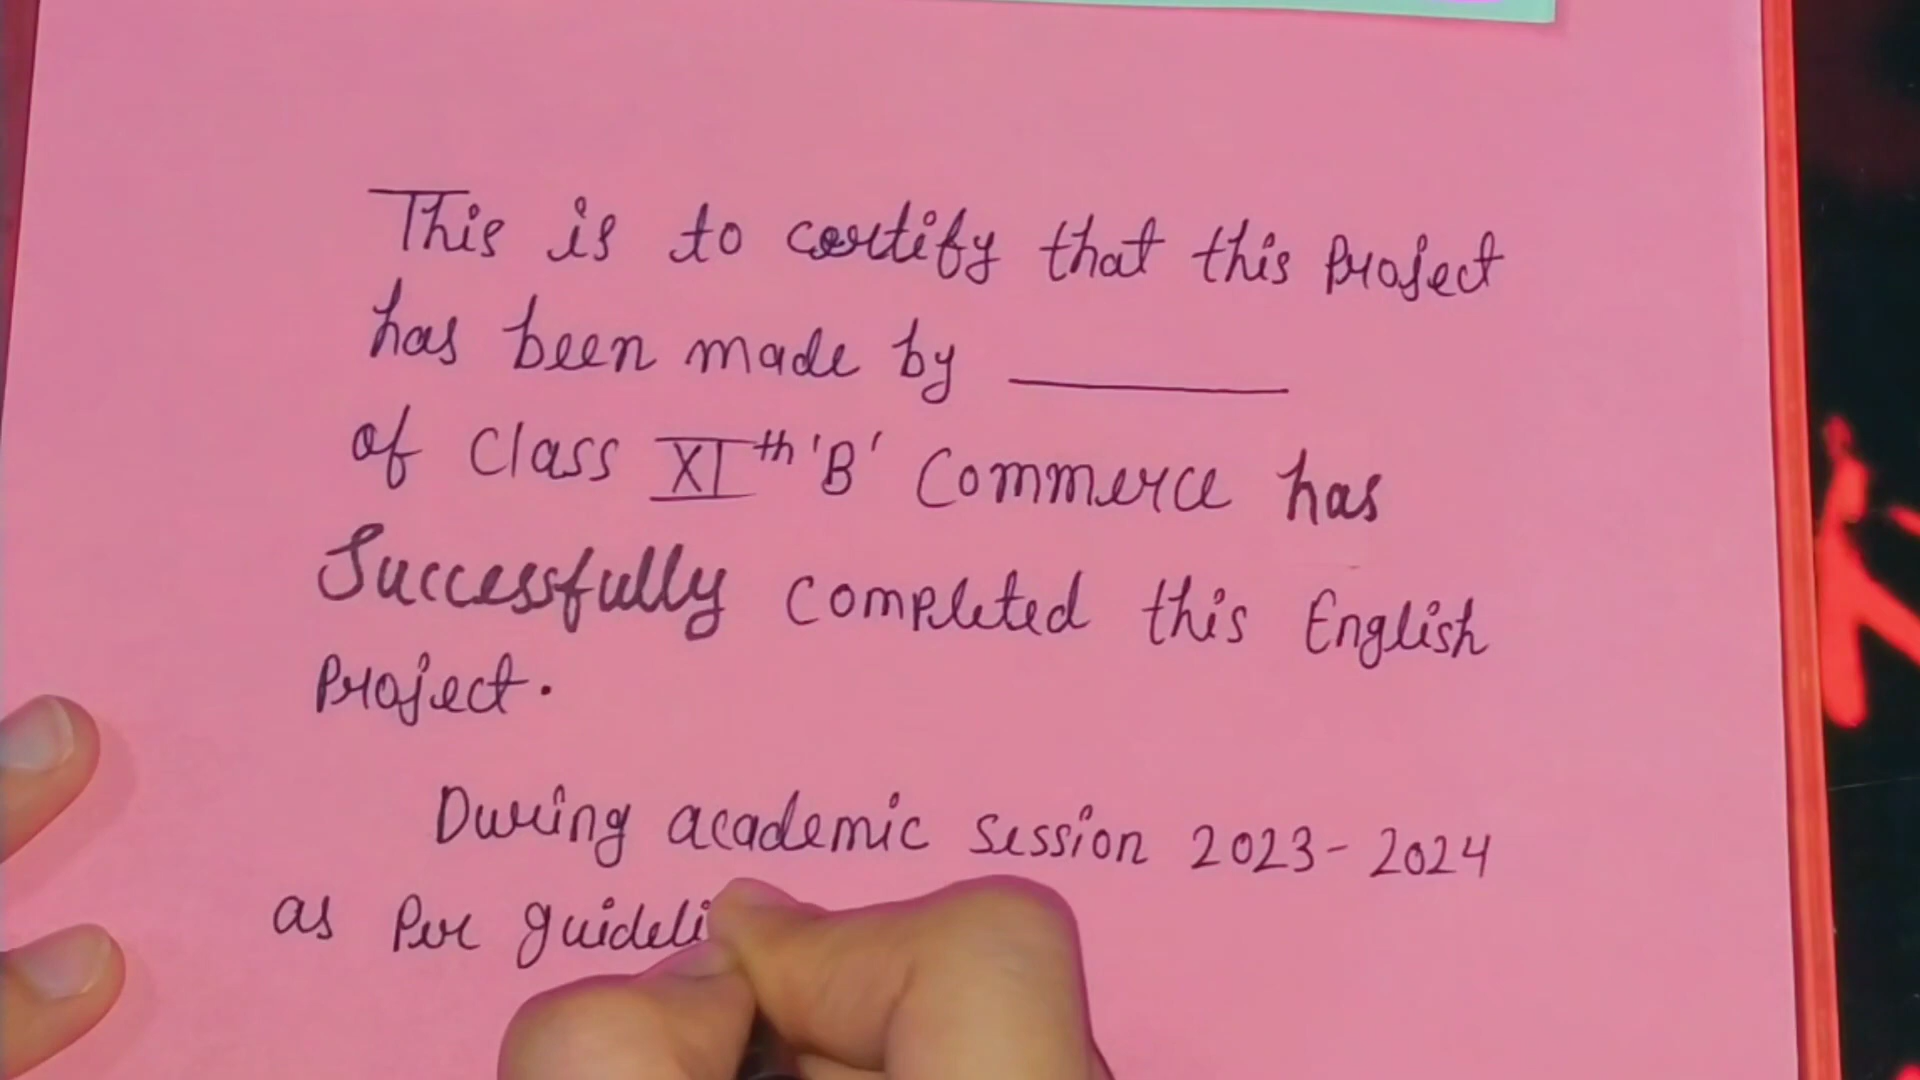 This is to certify that this Project
has been made by ________
of Class XIth 'B' Commerce has
Successfully completed this English
Project.
During academic session 2023-2024
as Per guideli